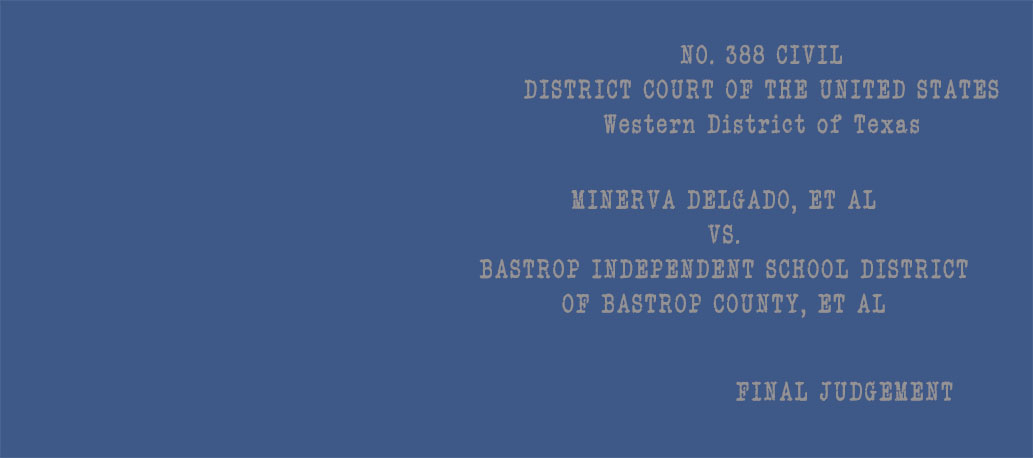 NO. 388 CIVIL
DISTRICT COURT OF THE UNITED STATES
Western District of Texas
MINERVA DELGADO, ET AL
VS.
BASTROP INDEPENDENT SCHOOL DISTRICT
OF BASTROP COUNTY, ET AL
FINAL JUDGEMENT